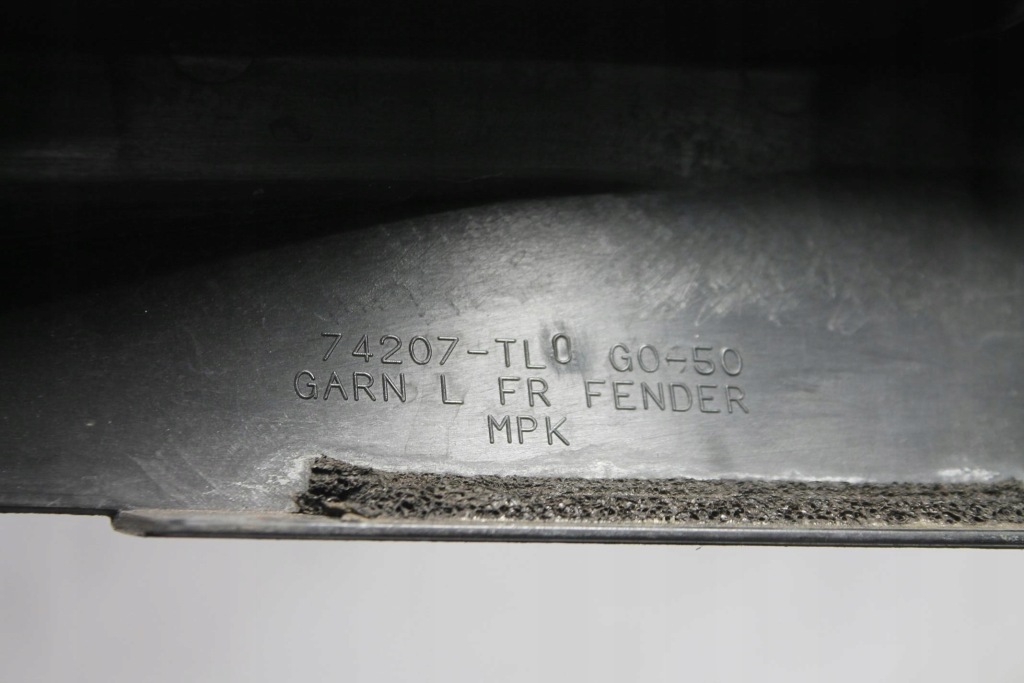 74207-TL0 G0-50
GARN L FR FENDER
MPK